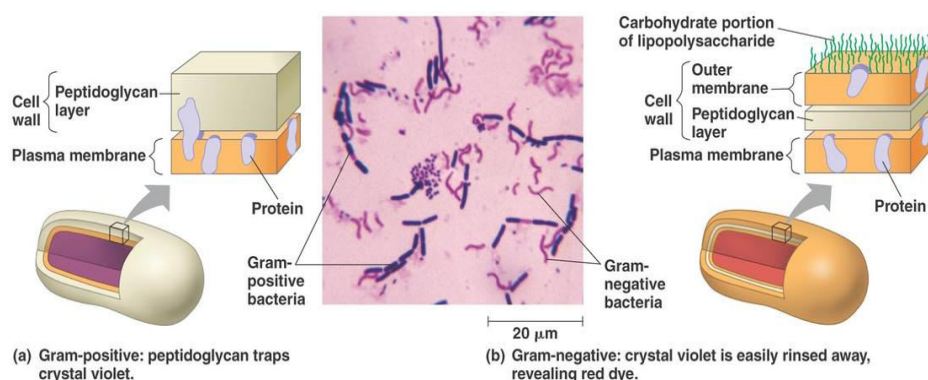 Peptidoglycan
layer
Cell
wall
Plasma membrane
Protein
Gram-
positive
bacteria
(a) Gram-positive: peptidoglycan traps
crystal violet.
20 μm
Carbohydrate portion
of lipopolysaccharide
Outer
membrane
Cell
wall
Peptidoglycan
layer
Plasma membrane
Protein
Gram-
negative
bacteria
(b) Gram-negative: crystal violet is easily rinsed away,
revealing red dye.